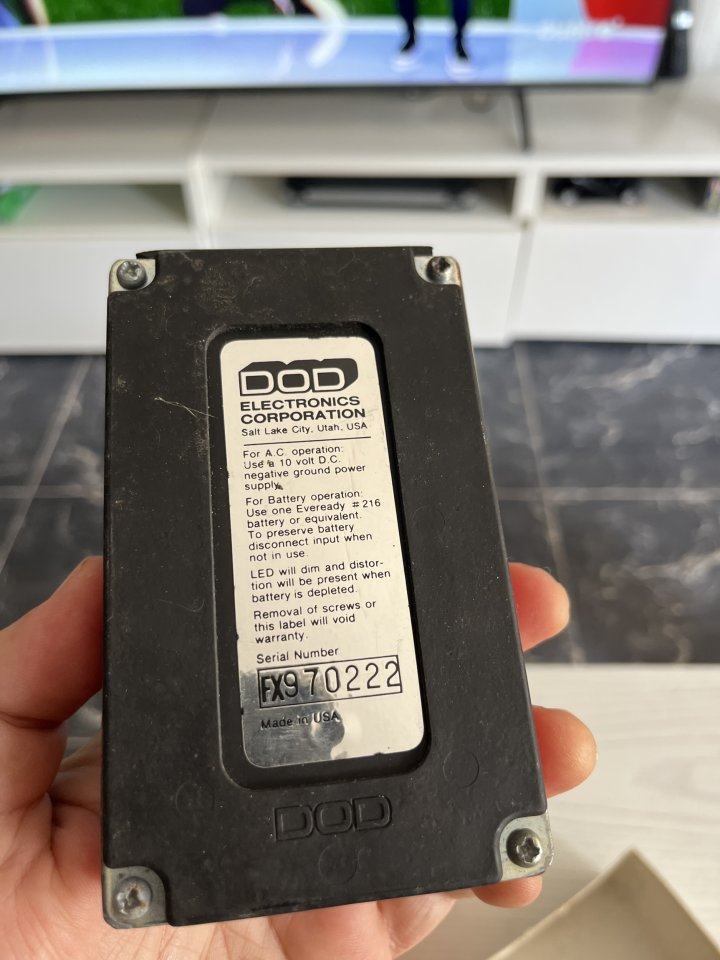 DOD
ELECTRONICS
CORPORATION
Salt Lake City, Utah, USA
For A.C. operation:
Use a 10 volt D.C.
negative ground power
supply.
For Battery operation:
Use one Eveready #216
battery or equivalent.
To preserve battery
disconnect input when
not in use.
LED will dim and distor-
tion will be present when
battery is depleted.
Removal of screws or
this label will void
warranty.
Serial Number
FX970222
Made in USA
DOD